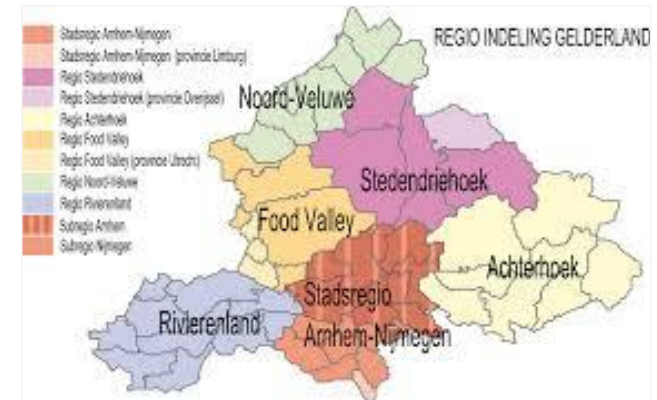 REGIO INDELING GELDERLAND
Stadsregio Arnhem-Nijmegen
Stadsregio Arnhem-Nijmegen (provincie Limburg)
Regio Stedendriehoek
Regio Stedendriehoek (provincie Overijssel)
Regio Achterhoek
Regio Food Valley
Regio Food Valley (provincie Utrecht)
Regio Noord-Veluwe
Regio Rivierenland
Subregio Arnhem
Subregio Nijmegen
Noord-Veluwe
Stedendriehoek
Food Valley
Achterhoek
Stadsregio
Arnhem-Nijmegen
Rivierenland